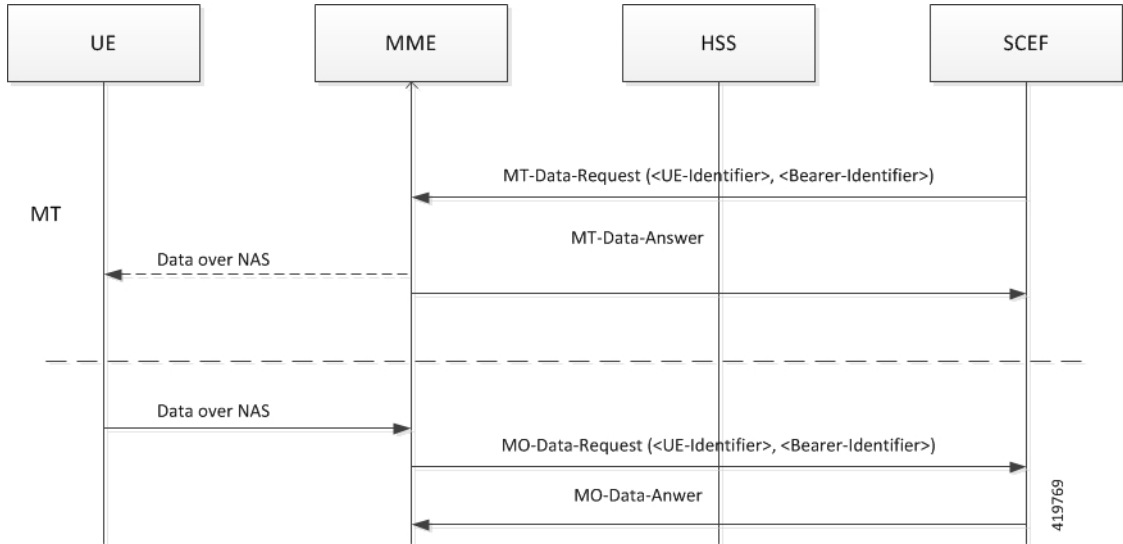 UE
MME
HSS
SCEF
MT-Data-Request (<UE-Identifier>, <Bearer-Identifier>)
MT
MT-Data-Answer
Data over NAS
Data over NAS
MO-Data-Request (<UE-Identifier>, <Bearer-Identifier>)
MO-Data-Anwer
419769